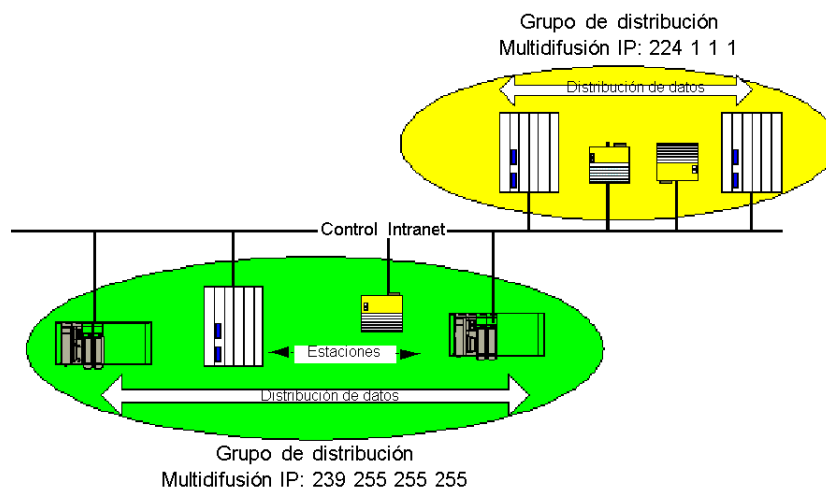 Grupo de distribución
Multidifusión IP: 224 1 1 1
Distribución de datos
Control Intranet
Estaciones
Distribución de datos
Grupo de distribución
Multidifusión IP: 239 255 255 255